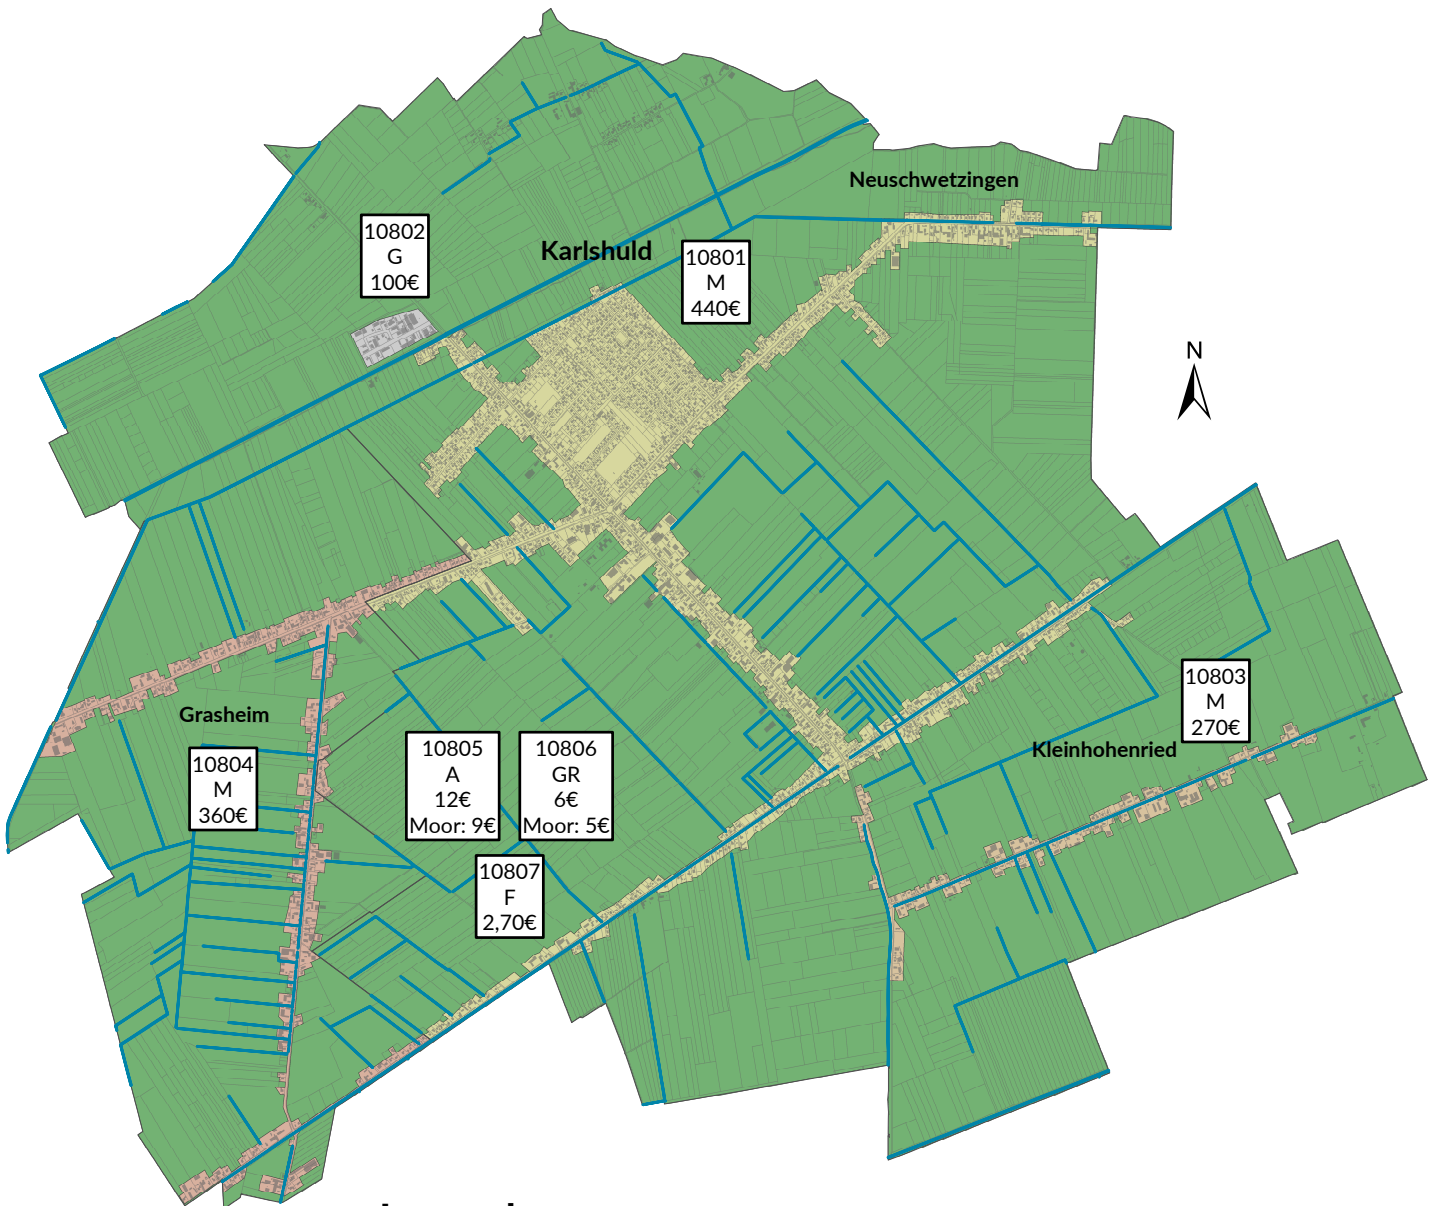 Neuschwetzingen
10802
G
100€
Karlshuld
10801
M
440€
N
10803
M
270€
Kleinhohenried
Grasheim
10804
M
360€
10805
A
12€
Moor: 9€
10806
GR
6€
Moor: 5€
10807
F
2,70€